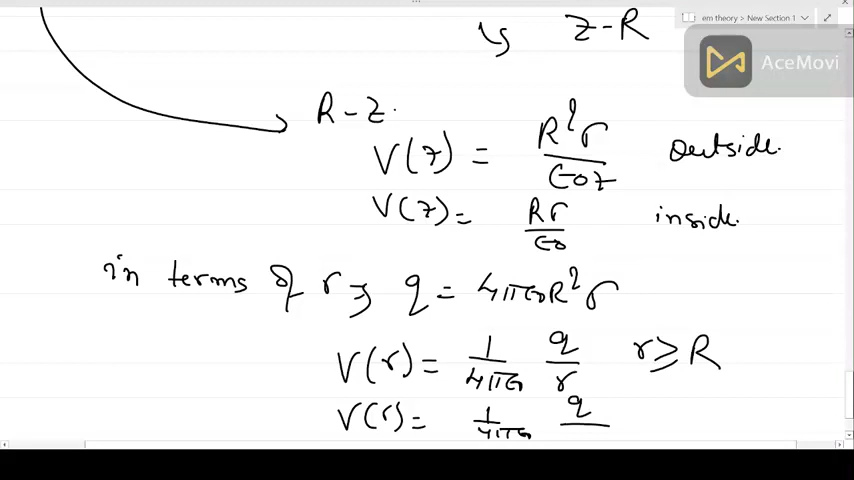 em theory > New Section 1
AceMovi
↳ z-R
R-z.
V(z) = R²σ/ϵ0z outside.
V(z) = Rσ/ϵ0 inside.
in terms of r → q = 4πϵ0R²σ
V(r) = 1/4πϵ0 q/r r ≥ R
V(r) = 1/4πϵ0 q/